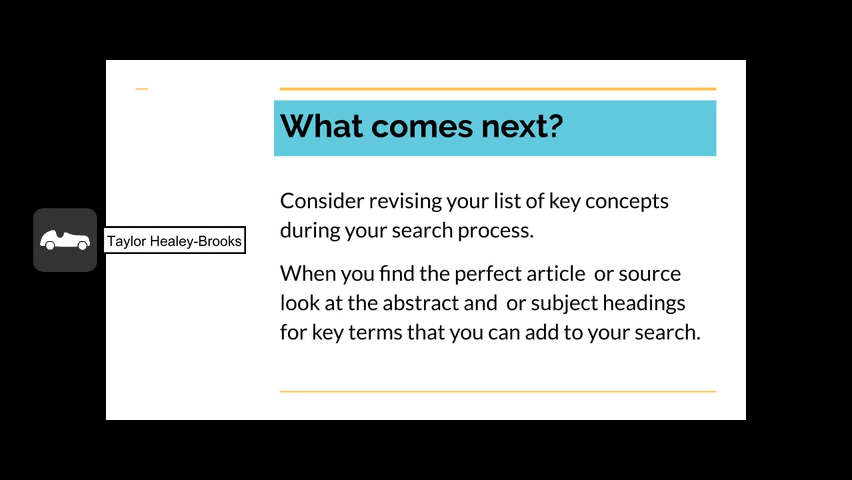 What comes next?
Taylor Healey-Brooks
Consider revising your list of key concepts
during your search process.
When you find the perfect article or source
look at the abstract and or subject headings
for key terms that you can add to your search.